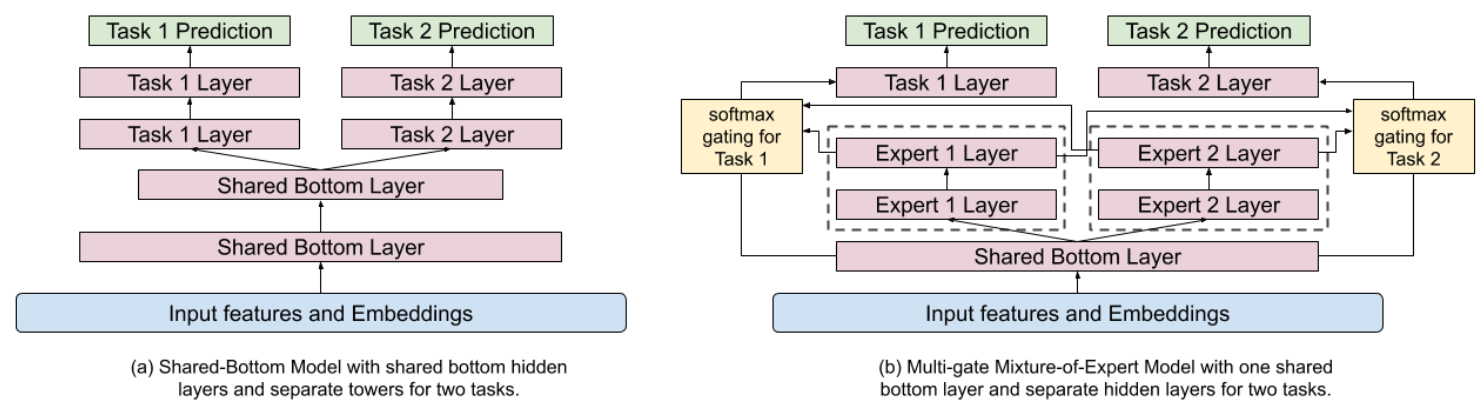 Task 1 Prediction
Task 2 Prediction
Task 1 Layer
Task 2 Layer
Task 1 Layer
Task 2 Layer
Shared Bottom Layer
Shared Bottom Layer
Input features and Embeddings
(a) Shared-Bottom Model with shared bottom hidden
layers and separate towers for two tasks.
Task 1 Prediction
Task 2 Prediction
Task 1 Layer
Task 2 Layer
softmax
gating for
Task 1
softmax
gating for
Task 2
Expert 1 Layer
Expert 2 Layer
Expert 1 Layer
Expert 2 Layer
Shared Bottom Layer
Input features and Embeddings
(b) Multi-gate Mixture-of-Expert Model with one shared
bottom layer and separate hidden layers for two tasks.